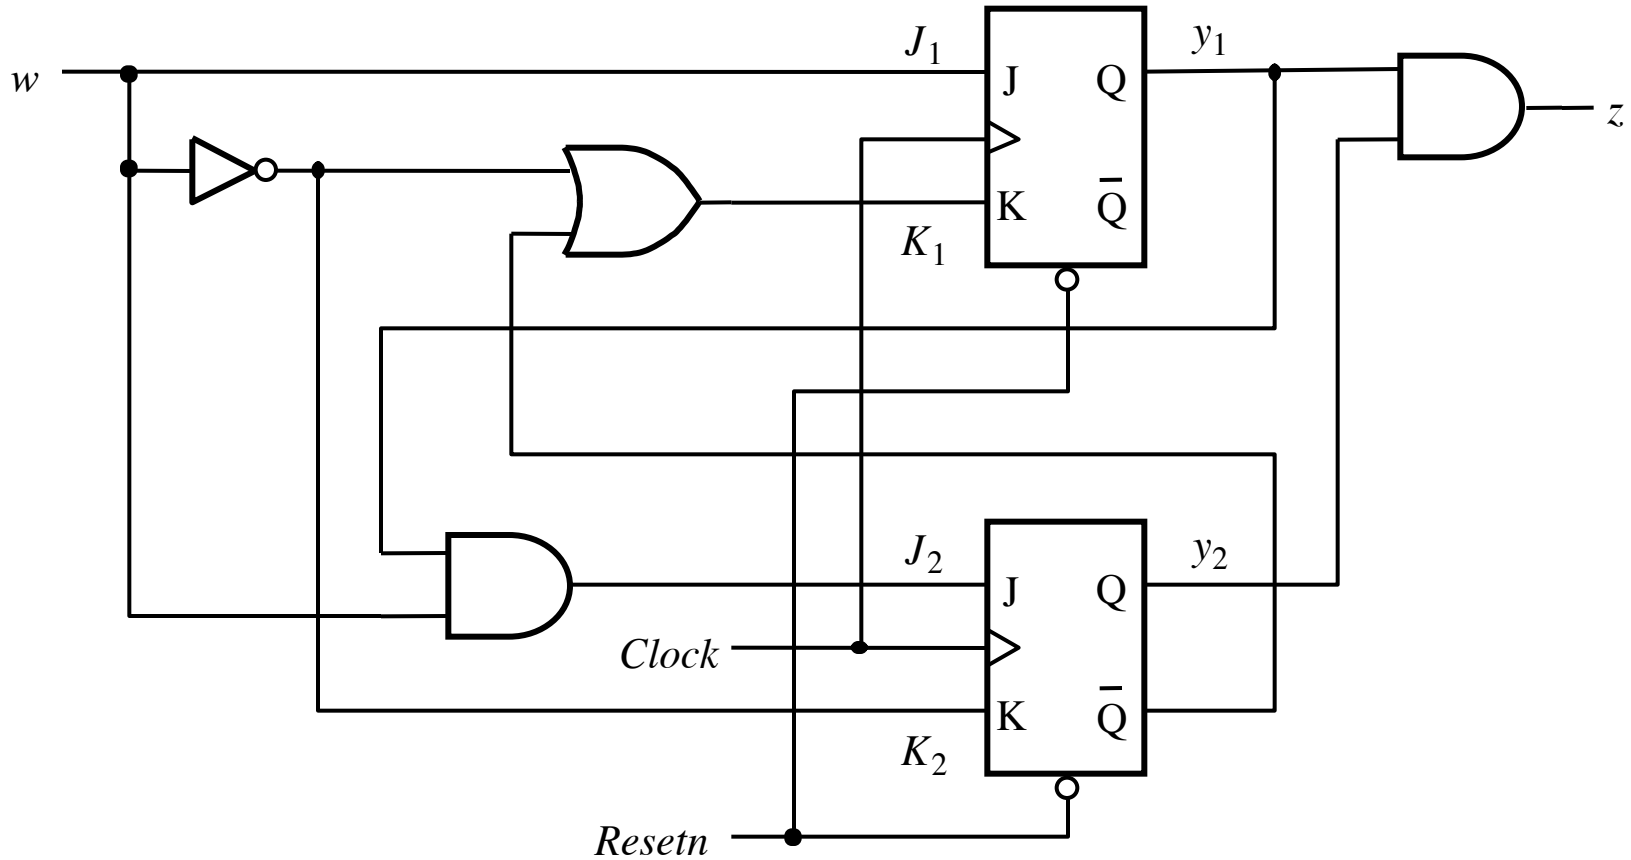 w
J₁
J Q
y₁
z
K Q̅
K₁
J₂
J Q
y₂
Clock
K Q̅
K₂
Resetn